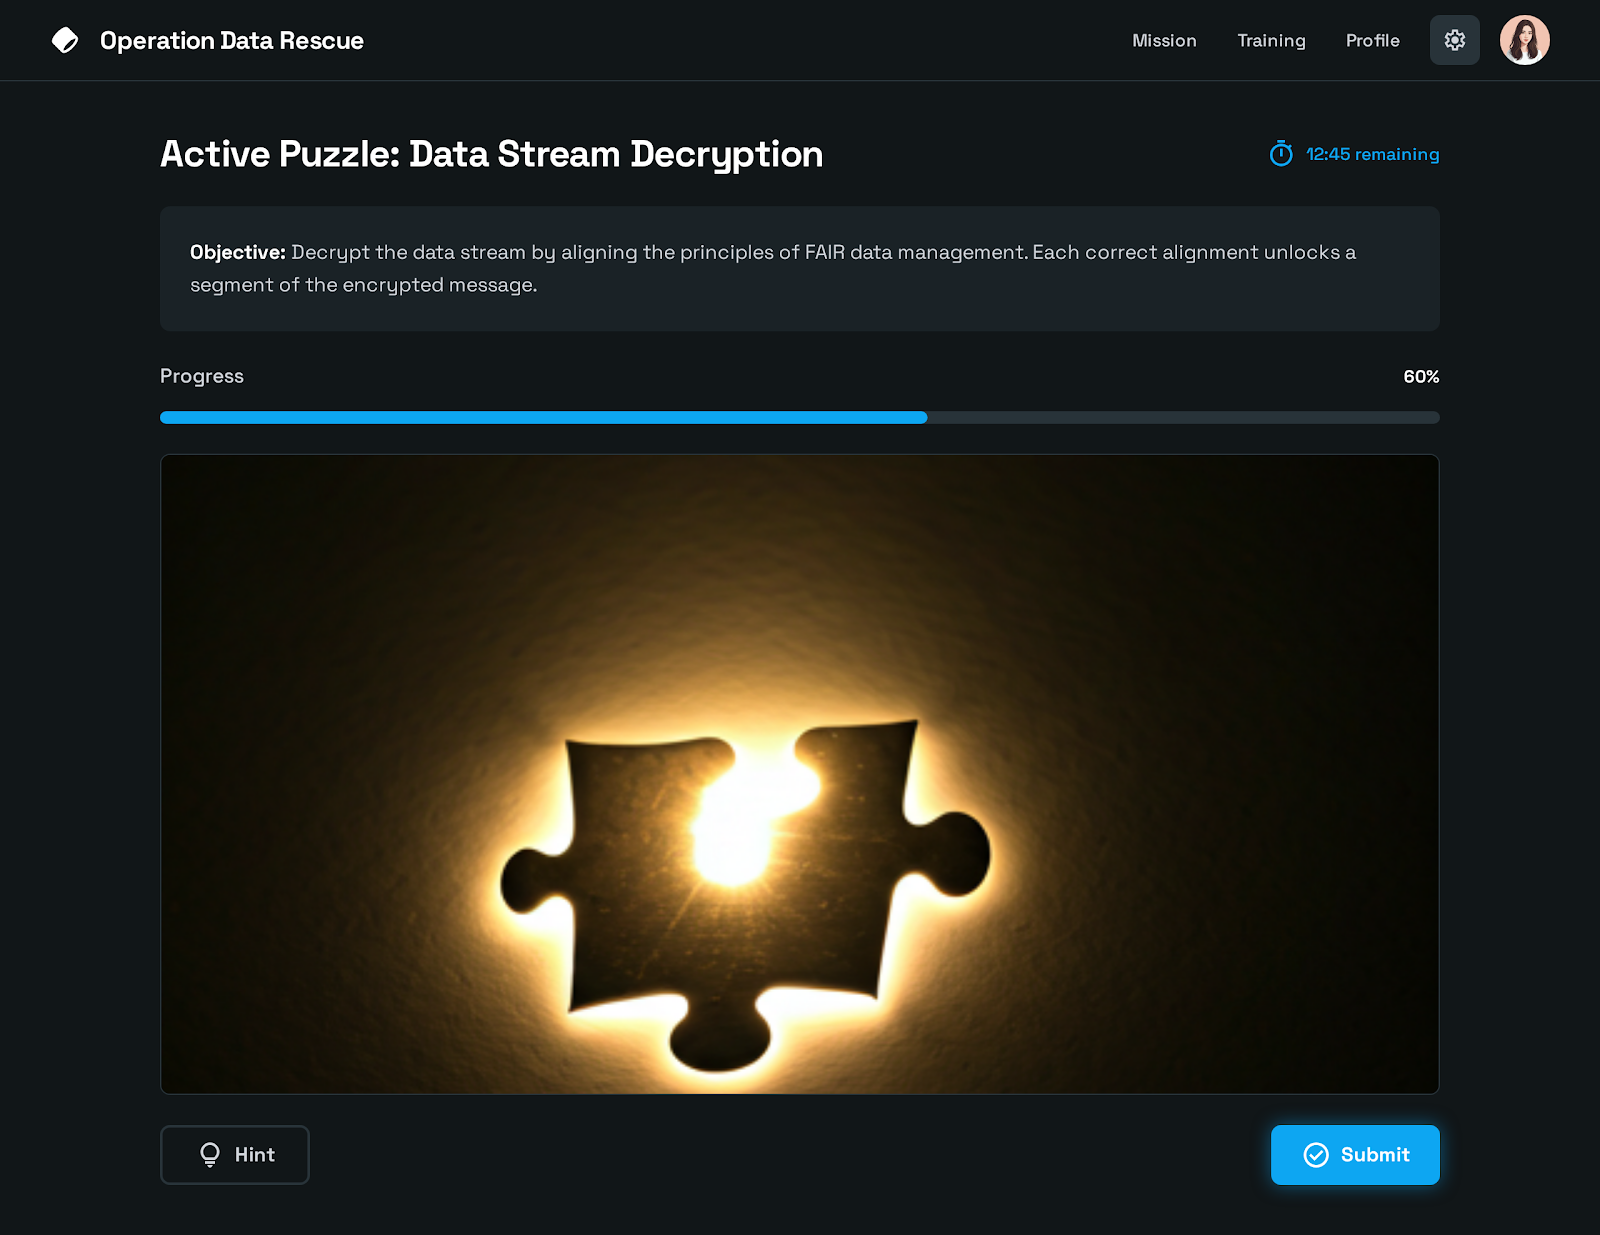 Operation Data Rescue
Mission
Training
Profile
Active Puzzle: Data Stream Decryption
12:45 remaining
Objective: Decrypt the data stream by aligning the principles of FAIR data management. Each correct alignment unlocks a
segment of the encrypted message.
Progress
60%
Hint
Submit